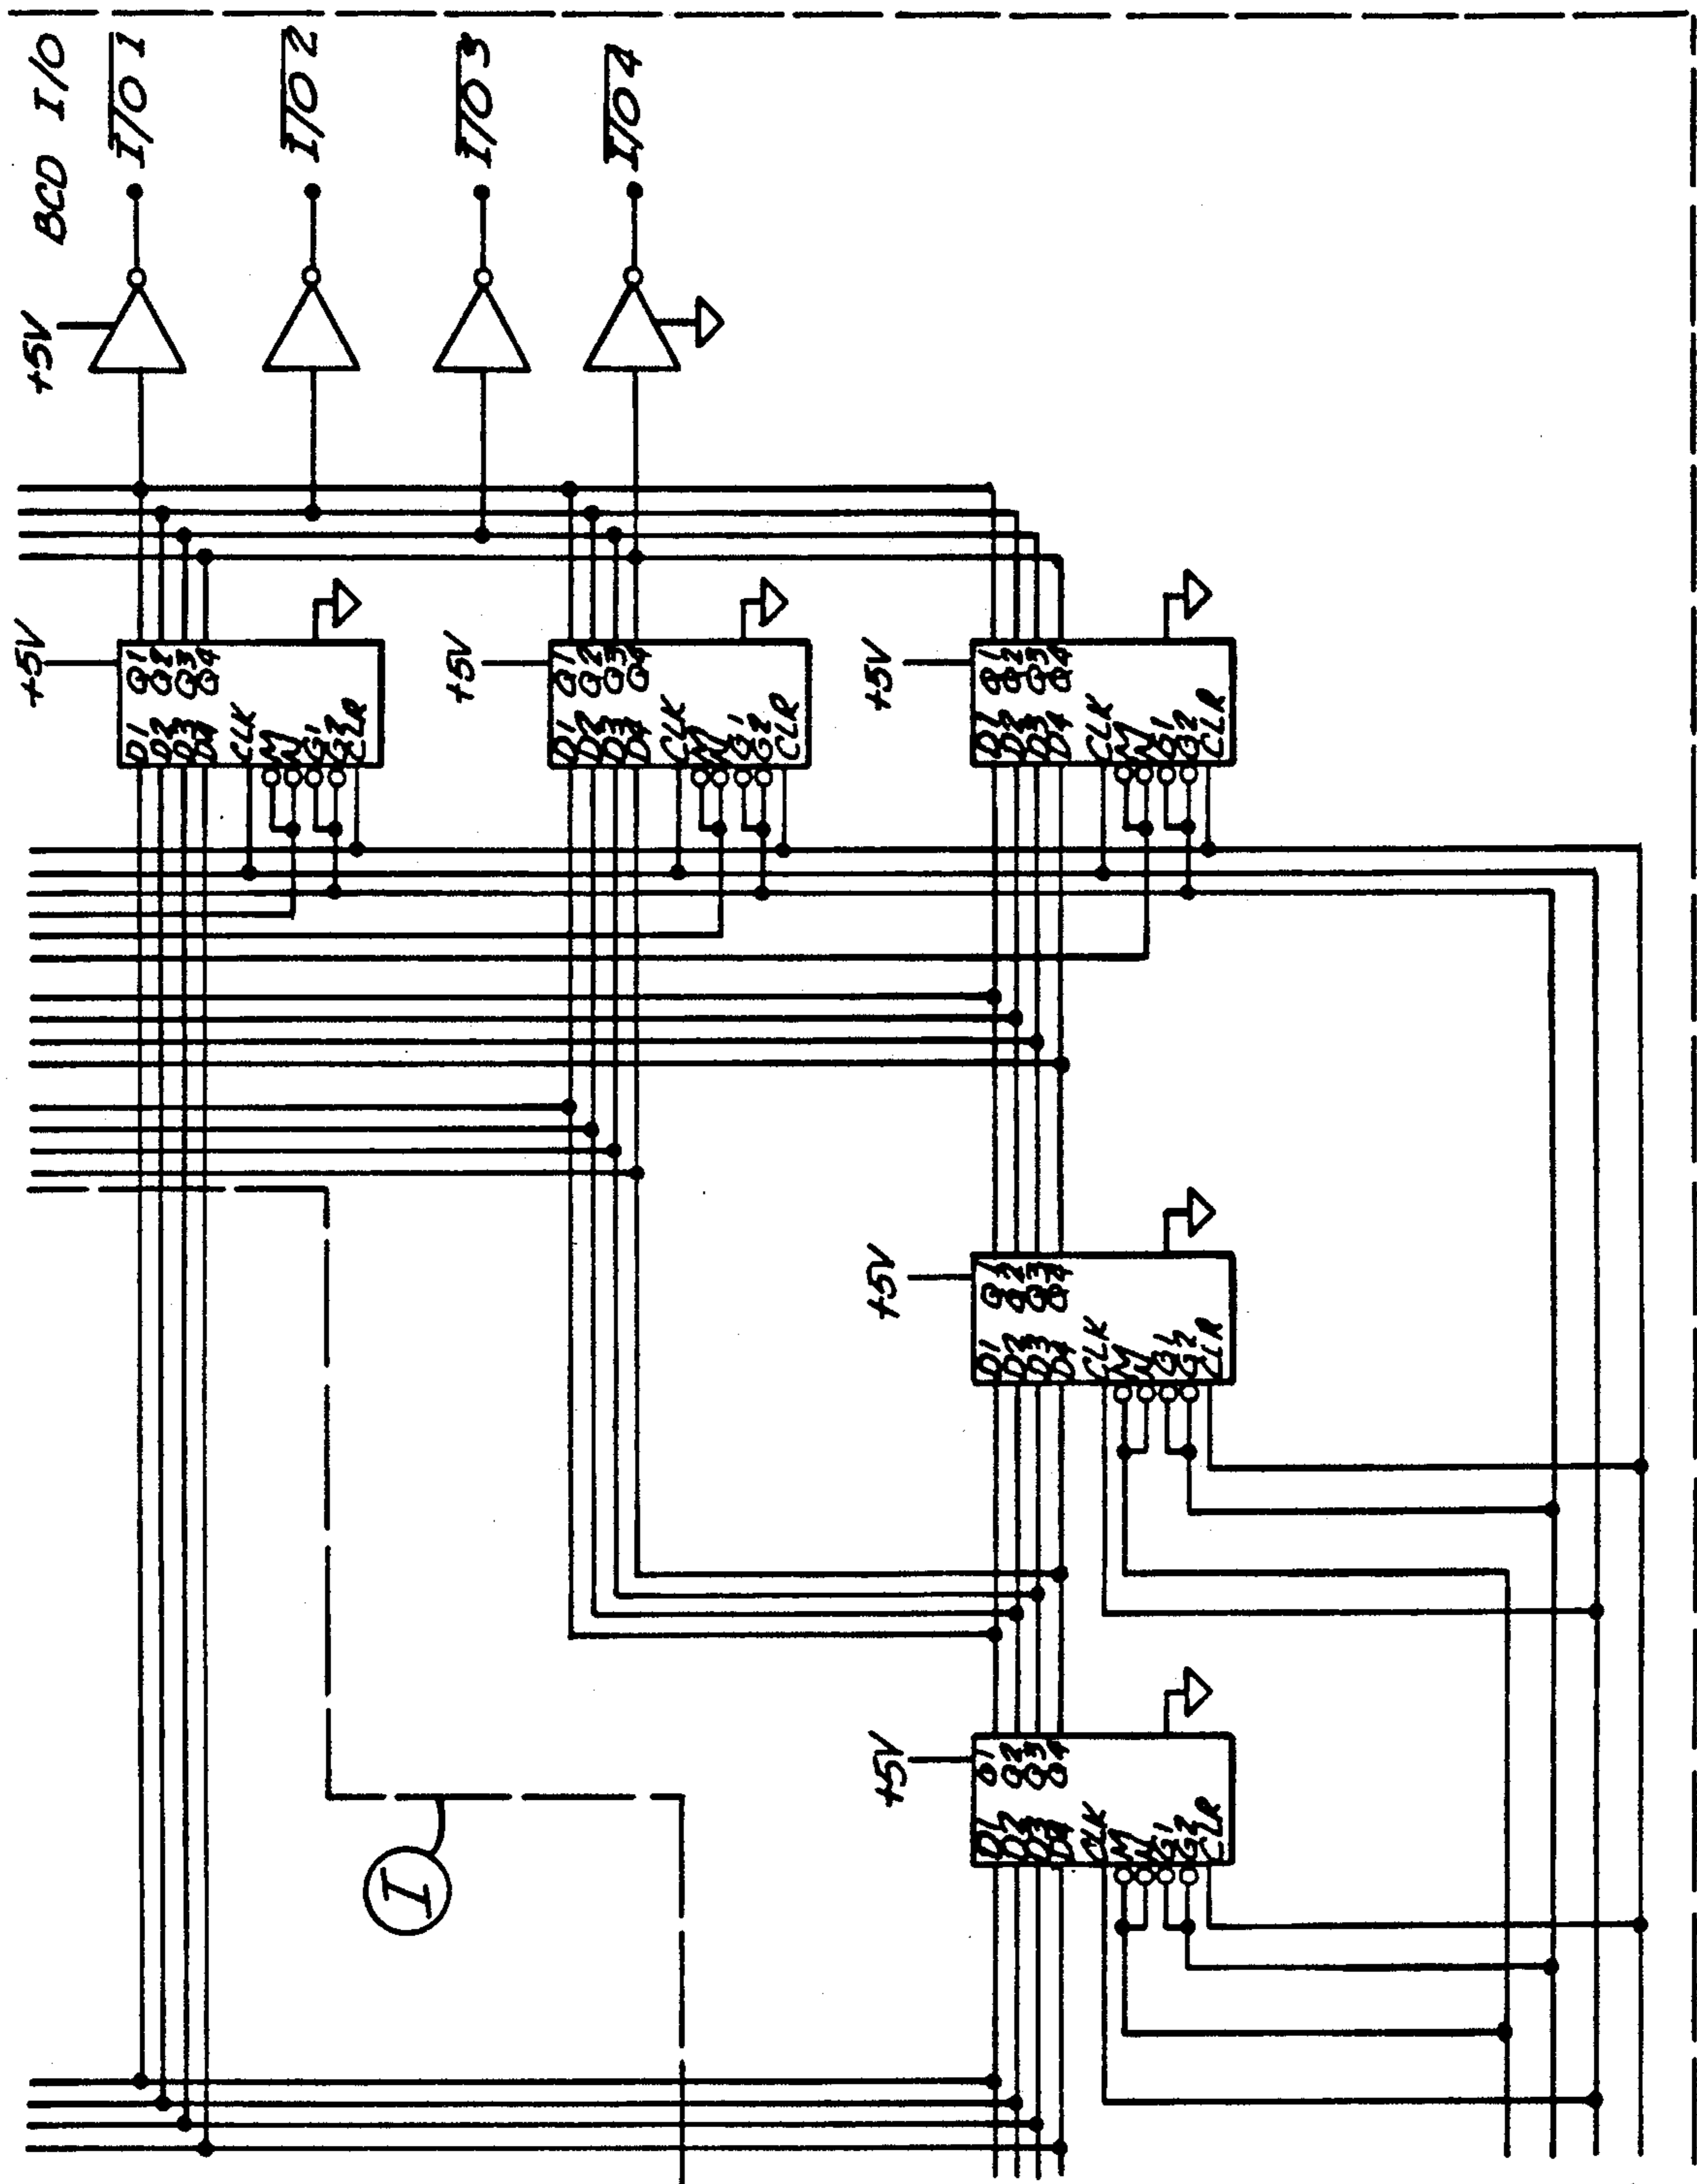 BCD I/O
I/O 1
I/O 2
I/O 3
I/O 4
+5V
+5V
D1 Q1
D2 Q2
D3 Q3
D4 Q4
CLK
M
N
G1
G2
CLR
+5V
D1 Q1
D2 Q2
D3 Q3
D4 Q4
CLK
M
N
G1
G2
CLR
+5V
D1 Q1
D2 Q2
D3 Q3
D4 Q4
CLK
M
N
G1
G2
CLR
+5V
D1 Q1
D2 Q2
D3 Q3
D4 Q4
CLK
M
N
G1
G2
CLR
+5V
D1 Q1
D2 Q2
D3 Q3
D4 Q4
CLK
M
N
G1
G2
CLR
I